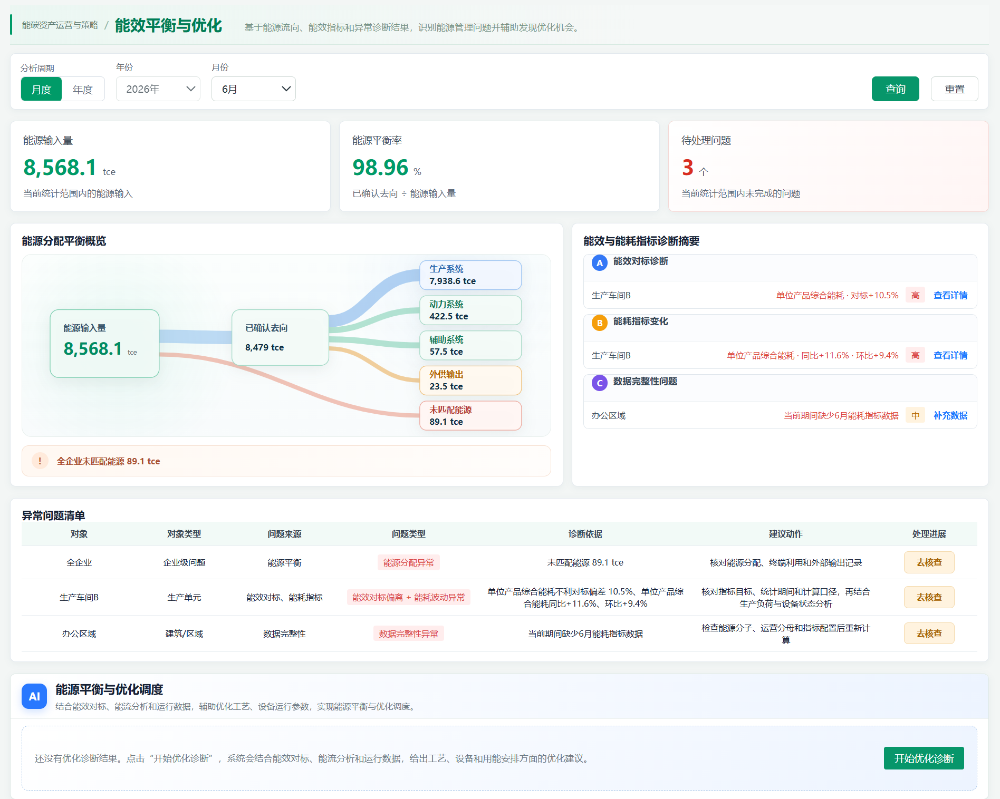 能碳资产运营与策略 / 能效平衡与优化 基于能源流向、能效指标和异常诊断结果，识别能源管理问题并辅助发现优化机会。
分析周期 年份 月份
月度 年度 2026年 6月 查询 重置
能源输入量
8,568.1 tce
当前统计范围内的能源输入
能源平衡率
98.96 %
已确认去向 ÷ 能源输入量
待处理问题
3 个
当前统计范围内未完成的问题
能源分配平衡概览
能源输入量
8,568.1 tce
已确认去向
8,479 tce
生产系统
7,938.6 tce
动力系统
422.5 tce
辅助系统
57.5 tce
外供输出
23.5 tce
未匹配能源
89.1 tce
! 全企业未匹配能源 89.1 tce
能效与能耗指标诊断摘要
A 能效对标诊断
生产车间B 单位产品综合能耗 · 对标+10.5% 高 查看详情
B 能耗指标变化
生产车间B 单位产品综合能耗 · 同比+11.6% · 环比+9.4% 高 查看详情
C 数据完整性问题
办公区域 当前期间缺少6月能耗指标数据 中 补充数据
异常问题清单
对象 对象类型 问题来源 问题类型 诊断依据 建议动作 处理进展
全企业 企业级问题 能源平衡 能源分配异常 未匹配能源 89.1 tce 核对能源分配、终端利用和外部输出记录 去核查
生产车间B 生产单元 能效对标、能耗指标 能效对标偏离 + 能耗波动异常 单位产品综合能耗不利对标偏差 10.5%、单位产品综
合能耗同比+11.6%、环比+9.4% 核对指标目标、统计期间和计算口径，再结合
生产负荷与设备状态分析 去核查
办公区域 建筑/区域 数据完整性 数据完整性异常 当前期间缺少6月能耗指标数据 检查能源分子、运营分母和指标配置后重新计
算 去核查
AI 能源平衡与优化调度
结合能效对标、能流分析和运行数据，辅助优化工艺、设备运行参数，实现能源平衡与优化调度。
还没有优化诊断结果。点击“开始优化诊断”，系统会结合能效对标、能流分析和运行数据，给出工艺、设备和用能安排方面的优化建议。
开始优化诊断